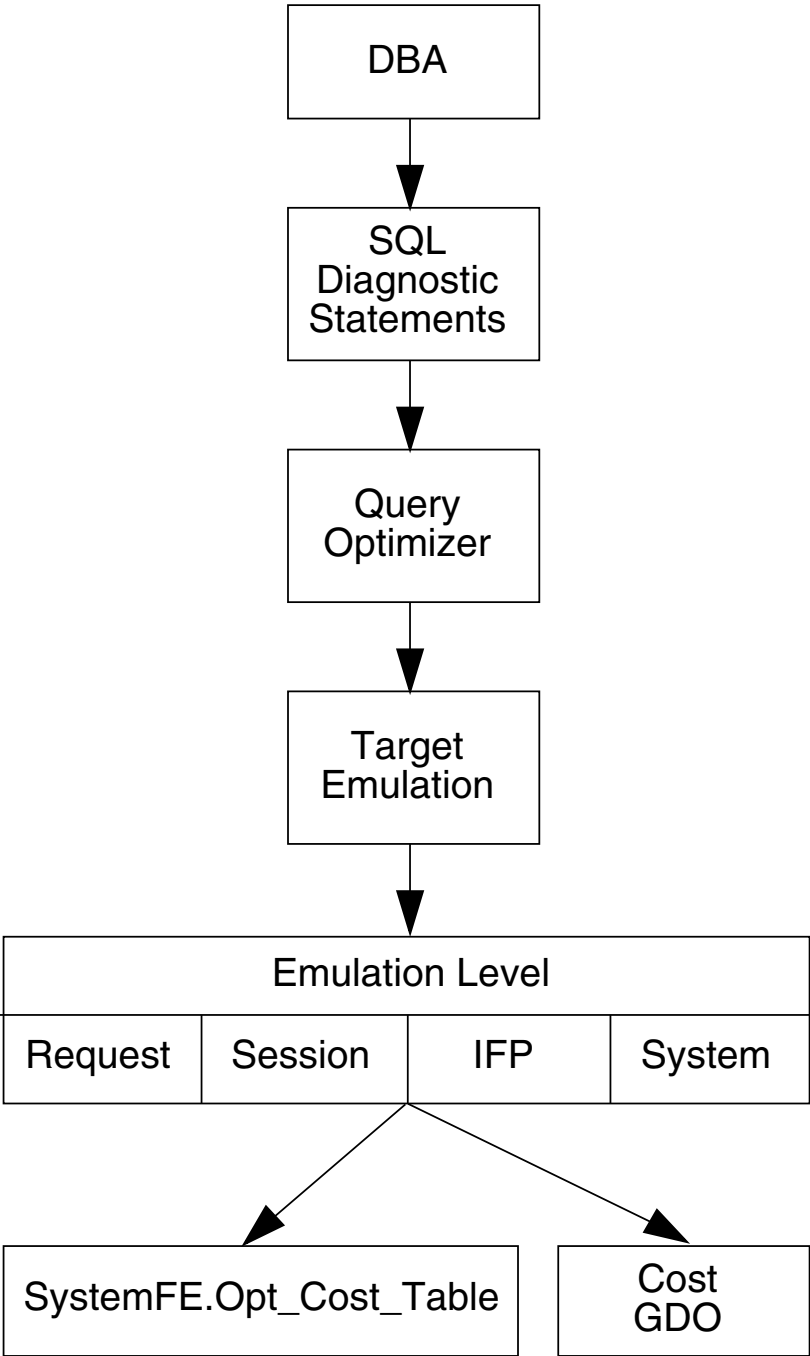 DBA
SQL
Diagnostic
Statements
Query
Optimizer
Target
Emulation
Emulation Level
Request Session IFP System
SystemFE.Opt_Cost_Table
Cost
GDO